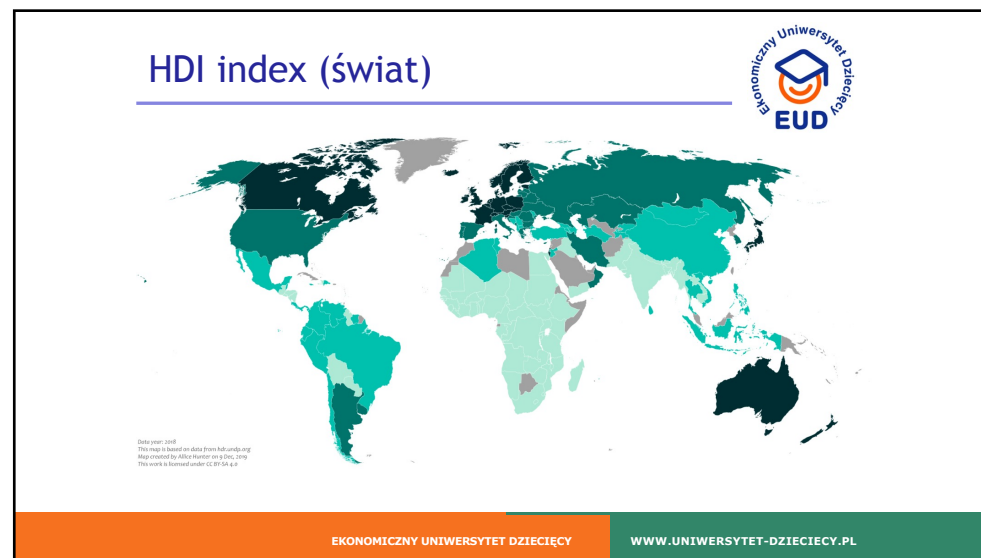 HDI index (świat)
Ekonomiczny Uniwersytet Dziecięcy
EUD
Data year: 2018
This map is based on data from hdr.undp.org
Map created by Allice Hunter on 9 Dec, 2019
This work is licensed under CC BY-SA 4.0
EKONOMICZNY UNIWERSYTET DZIECIĘCY
WWW.UNIWERSYTET-DZIECIECY.PL